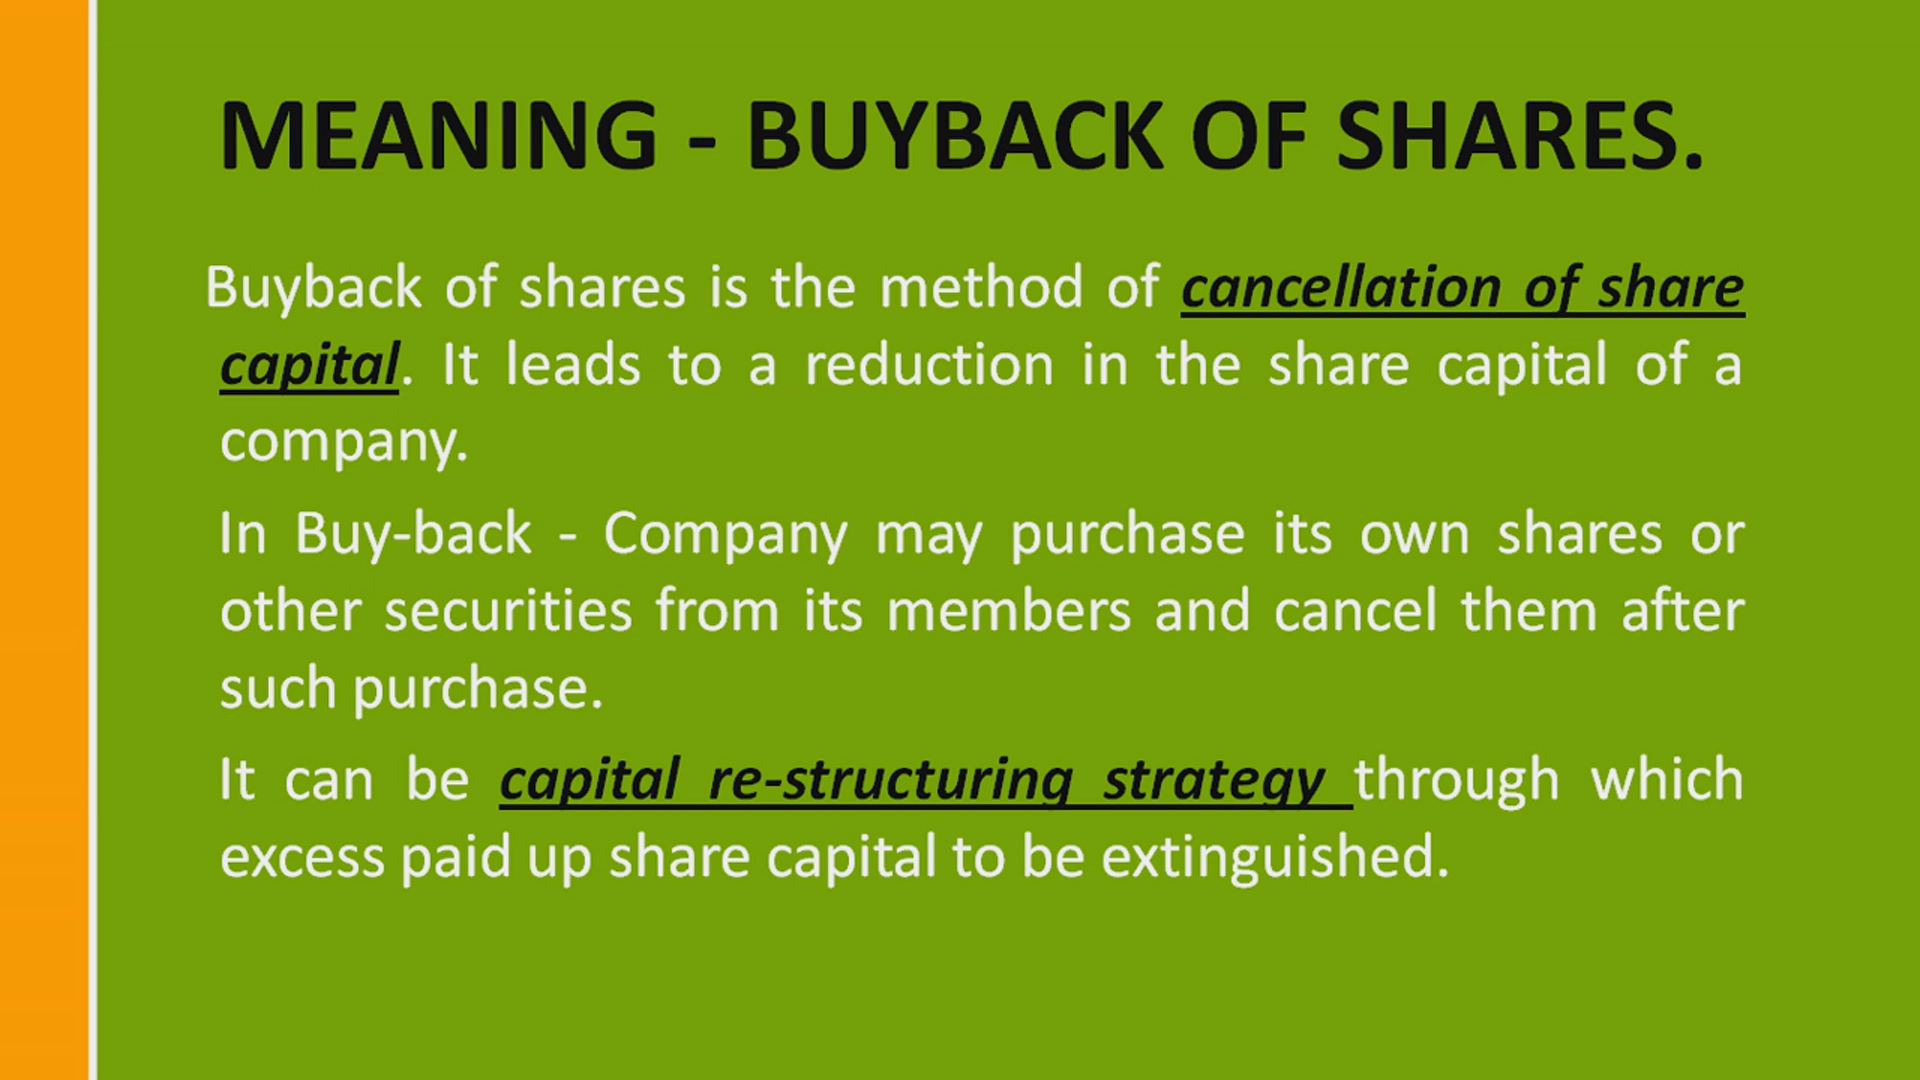 MEANING - BUYBACK OF SHARES.
Buyback of shares is the method of cancellation of share
capital. It leads to a reduction in the share capital of a
company.
In Buy-back - Company may purchase its own shares or
other securities from its members and cancel them after
such purchase.
It can be capital re-structuring strategy through which
excess paid up share capital to be extinguished.